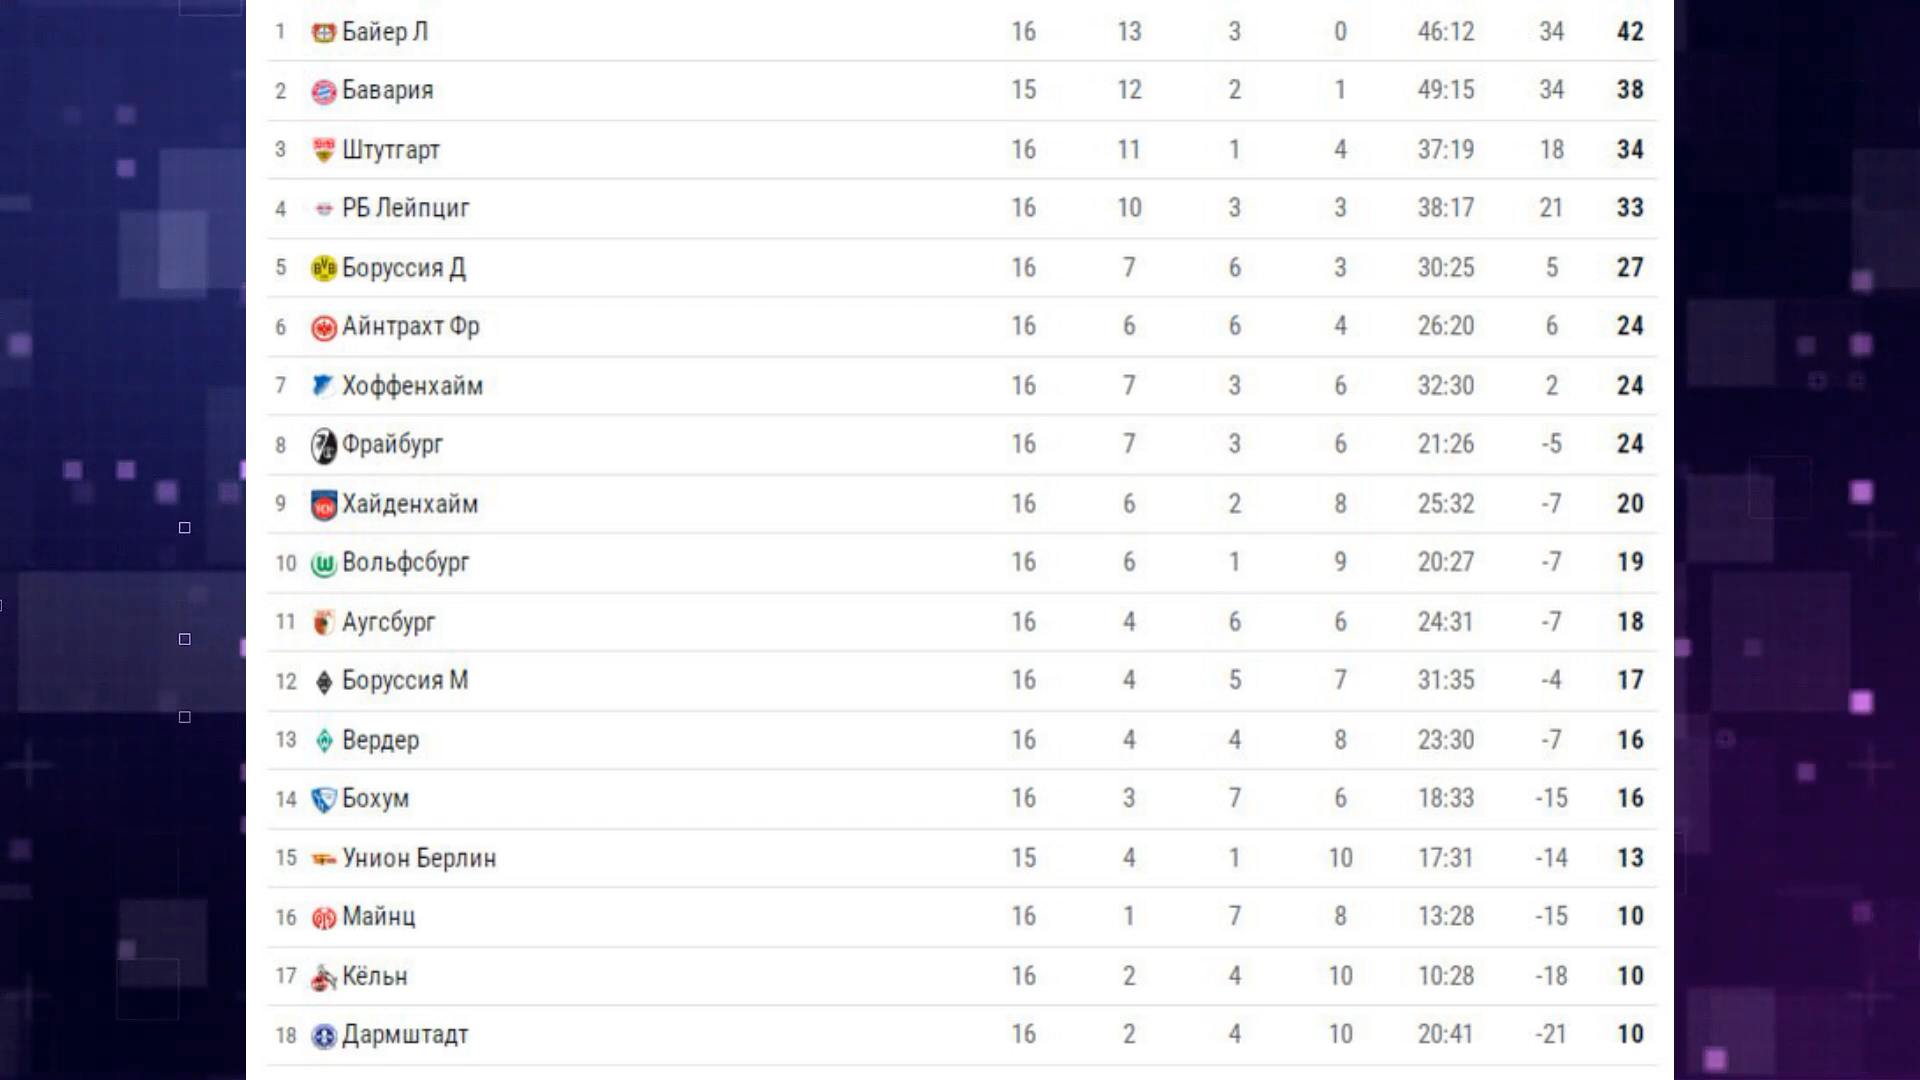 1 Байер Л 16 13 3 0 46:12 34 42
2 Бавария 15 12 2 1 49:15 34 38
3 Штутгарт 16 11 1 4 37:19 18 34
4 РБ Лейпциг 16 10 3 3 38:17 21 33
5 Боруссия Д 16 7 6 3 30:25 5 27
6 Айнтрахт Фр 16 6 6 4 26:20 6 24
7 Хоффенхайм 16 7 3 6 32:30 2 24
8 Фрайбург 16 7 3 6 21:26 -5 24
9 Хайденхайм 16 6 2 8 25:32 -7 20
10 Вольфсбург 16 6 1 9 20:27 -7 19
11 Аугсбург 16 4 6 6 24:31 -7 18
12 Боруссия М 16 4 5 7 31:35 -4 17
13 Вердер 16 4 4 8 23:30 -7 16
14 Бохум 16 3 7 6 18:33 -15 16
15 Унион Берлин 15 4 1 10 17:31 -14 13
16 Майнц 16 1 7 8 13:28 -15 10
17 Кёльн 16 2 4 10 10:28 -18 10
18 Дармштадт 16 2 4 10 20:41 -21 10